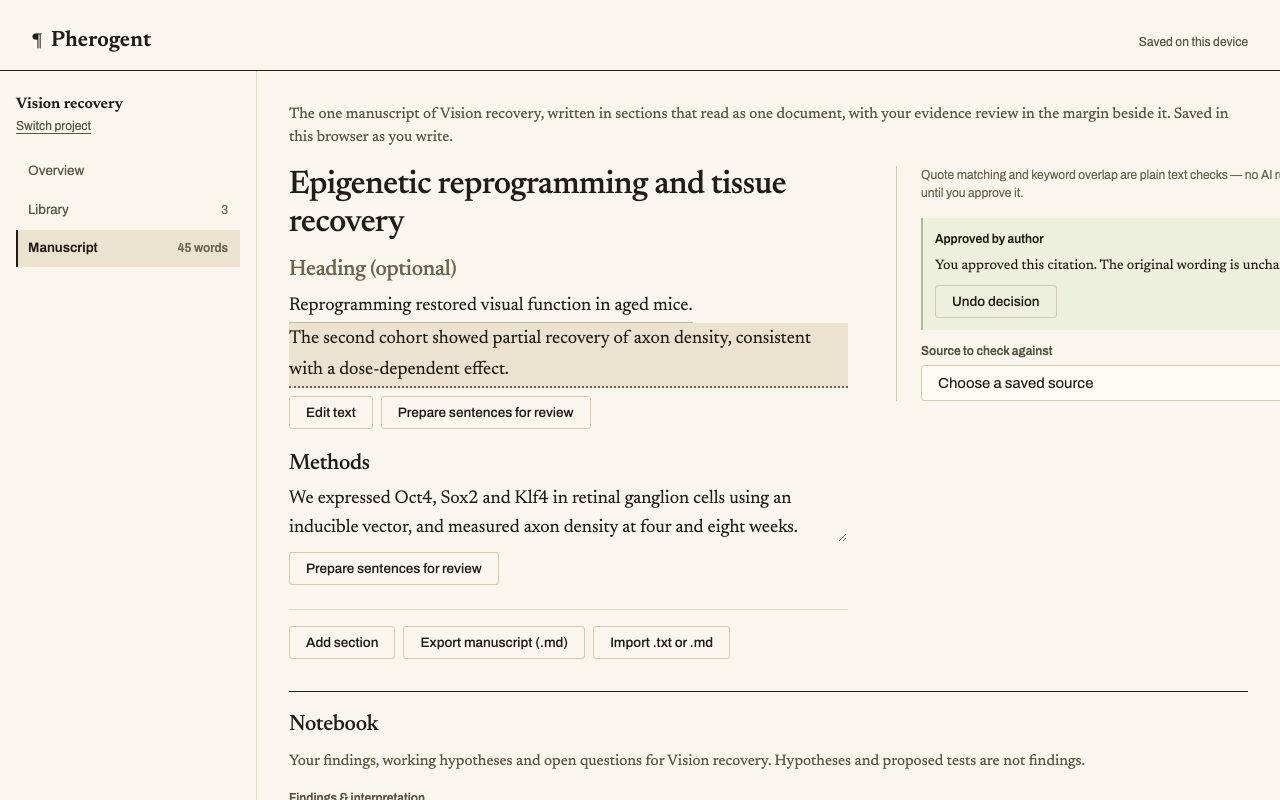 ¶ Pherogent
Saved on this device
Vision recovery
Switch project
Overview
Library 3
Manuscript 45 words
The one manuscript of Vision recovery, written in sections that read as one document, with your evidence review in the margin beside it. Saved in
this browser as you write.
Epigenetic reprogramming and tissue
recovery
Heading (optional)
Reprogramming restored visual function in aged mice.
The second cohort showed partial recovery of axon density, consistent
with a dose-dependent effect.
Edit text
Prepare sentences for review
Methods
We expressed Oct4, Sox2 and Klf4 in retinal ganglion cells using an
inducible vector, and measured axon density at four and eight weeks.
Prepare sentences for review
Add section
Export manuscript (.md)
Import .txt or .md
Quote matching and keyword overlap are plain text checks — no AI
until you approve it.
Approved by author
You approved this citation. The original wording is
Undo decision
Source to check against
Choose a saved source
Notebook
Your findings, working hypotheses and open questions for Vision recovery. Hypotheses and proposed tests are not findings.
Findings & interpretation